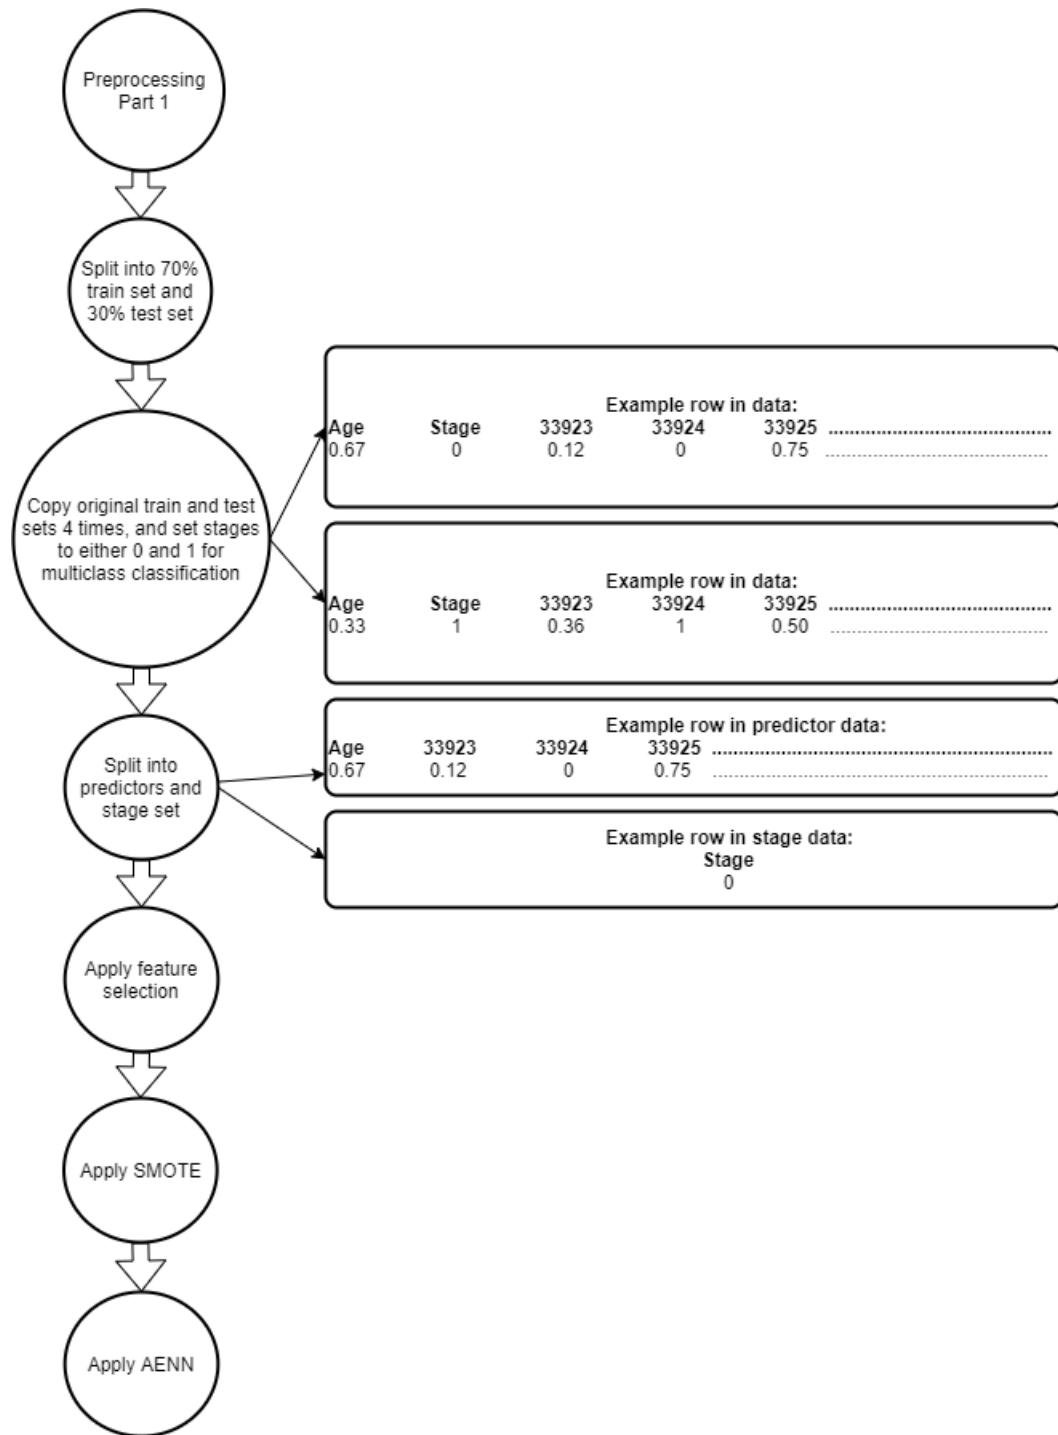 Preprocessing
Part 1
Split into 70%
train set and
30% test set
Copy original train and test
sets 4 times, and set stages
to either 0 and 1 for
multiclass classification
Example row in data:
Age Stage 33923 33924 33925 ..........................................
0.67 0 0.12 0 0.75 ..........................................
Example row in data:
Age Stage 33923 33924 33925 ..........................................
0.33 1 0.36 1 0.50 ..........................................
Split into
predictors and
stage set
Example row in predictor data:
Age 33923 33924 33925 ................................................................
0.67 0.12 0 0.75 ................................................................
Example row in stage data:
Stage
0
Apply feature
selection
Apply SMOTE
Apply AENN